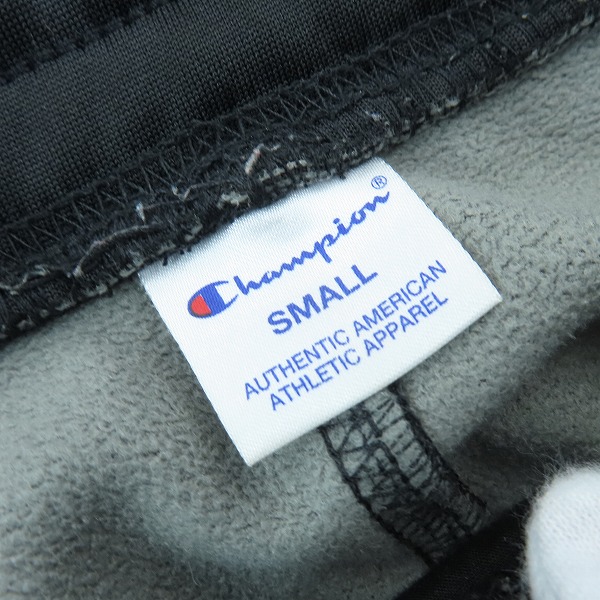 Champion®
SMALL
AUTHENTIC AMERICAN
ATHLETIC APPAREL